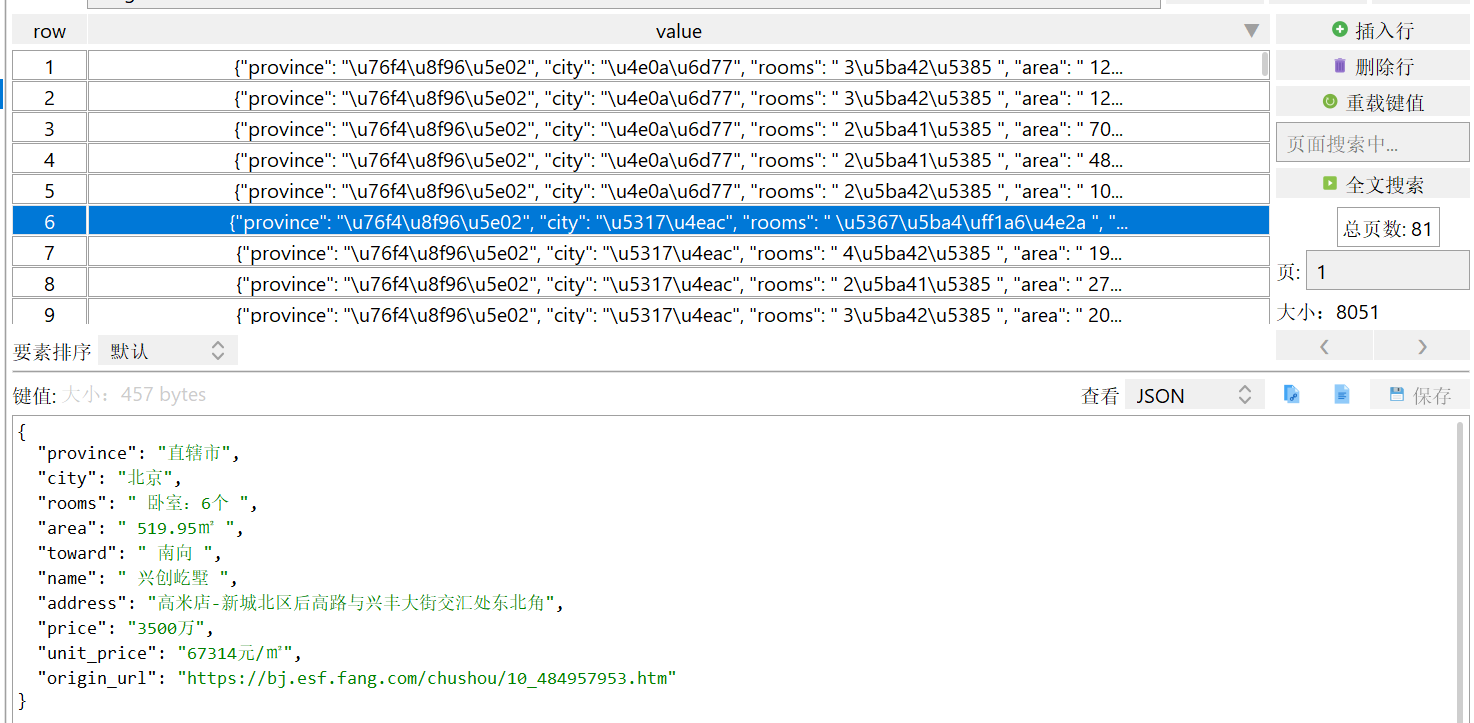 row value
1 {"province": "\u76f4\u8f96\u5e02", "city": "\u4e0a\u6d77", "rooms": " 3\u5ba42\u5385 ", "area": " 12...
2 {"province": "\u76f4\u8f96\u5e02", "city": "\u4e0a\u6d77", "rooms": " 3\u5ba42\u5385 ", "area": " 12...
3 {"province": "\u76f4\u8f96\u5e02", "city": "\u4e0a\u6d77", "rooms": " 2\u5ba41\u5385 ", "area": " 70...
4 {"province": "\u76f4\u8f96\u5e02", "city": "\u4e0a\u6d77", "rooms": " 2\u5ba41\u5385 ", "area": " 48...
5 {"province": "\u76f4\u8f96\u5e02", "city": "\u4e0a\u6d77", "rooms": " 2\u5ba42\u5385 ", "area": " 10...
6 {"province": "\u76f4\u8f96\u5e02", "city": "\u5317\u4eac", "rooms": " \u5367\u5ba4\uff1a6\u4e2a ", "...
7 {"province": "\u76f4\u8f96\u5e02", "city": "\u5317\u4eac", "rooms": " 4\u5ba42\u5385 ", "area": " 19...
8 {"province": "\u76f4\u8f96\u5e02", "city": "\u5317\u4eac", "rooms": " 2\u5ba41\u5385 ", "area": " 27...
9 {"province": "\u76f4\u8f96\u5e02", "city": "\u5317\u4eac", "rooms": " 3\u5ba42\u5385 ", "area": " 20...
插入行
删除行
重载键值
页面搜索中...
全文搜索
总页数: 81
页: 1
大小：8051
要素排序 默认
键值: 大小：457 bytes 查看 JSON 保存
{
"province": "直辖市",
"city": "北京",
"rooms": " 卧室：6个 ",
"area": " 519.95㎡ ",
"toward": " 南向 ",
"name": " 兴创屹墅 ",
"address": "高米店-新城北区后高路与兴丰大街交汇处东北角",
"price": "3500万",
"unit_price": "67314元/㎡",
"origin_url": "https://bj.esf.fang.com/chushou/10_484957953.htm"
}